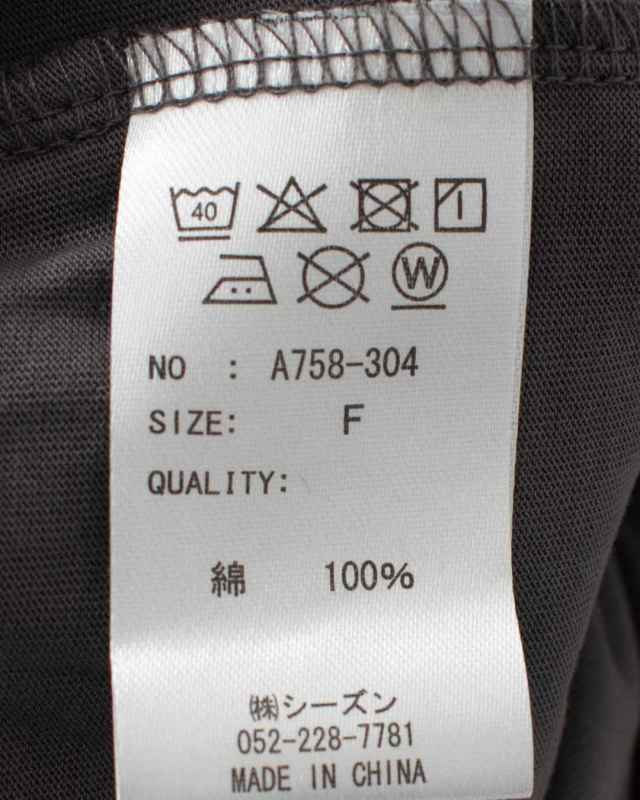 40
W
NO : A758-304
SIZE: F
QUALITY:
綿 100%
㈱シーズン
052-228-7781
MADE IN CHINA